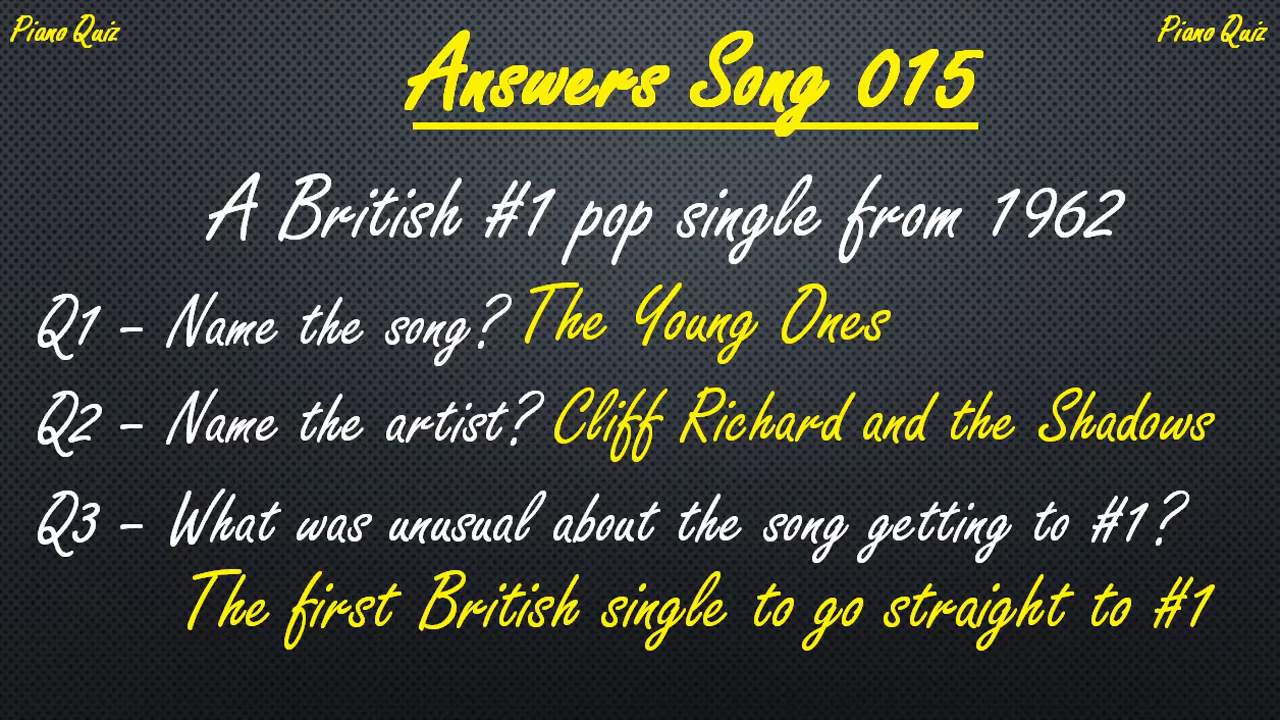 Piano Quiz
Piano Quiz
Answers Song 015
A British #1 pop single from 1962
Q1 - Name the song? The Young Ones
Q2 - Name the artist? Cliff Richard and the Shadows
Q3 - What was unusual about the song getting to #1?
The first British single to go straight to #1